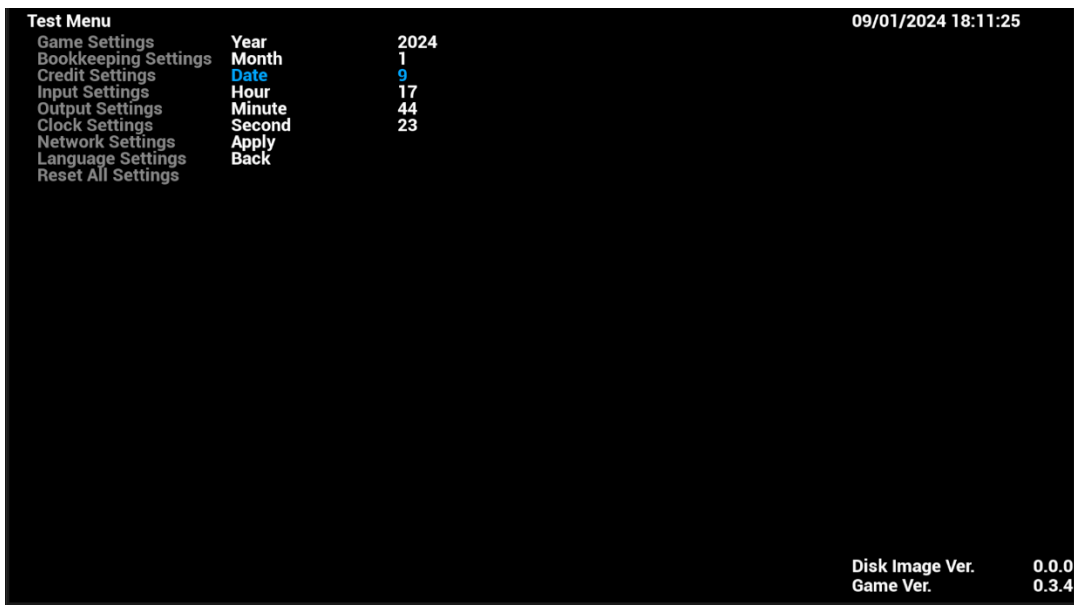 Test Menu 09/01/2024 18:11:25
Game Settings Year 2024
Bookkeeping Settings Month 1
Credit Settings Date 9
Input Settings Hour 17
Output Settings Minute 44
Clock Settings Second 23
Network Settings Apply
Language Settings Back
Reset All Settings
Disk Image Ver. 0.0.0
Game Ver. 0.3.4